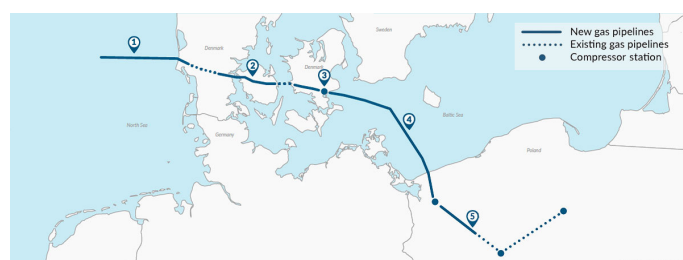 Sweden
New gas pipelines
Existing gas pipelines
Compressor station
1
Denmark
2
Denmark
3
North Sea
Germany
4
Baltic Sea
Poland
5